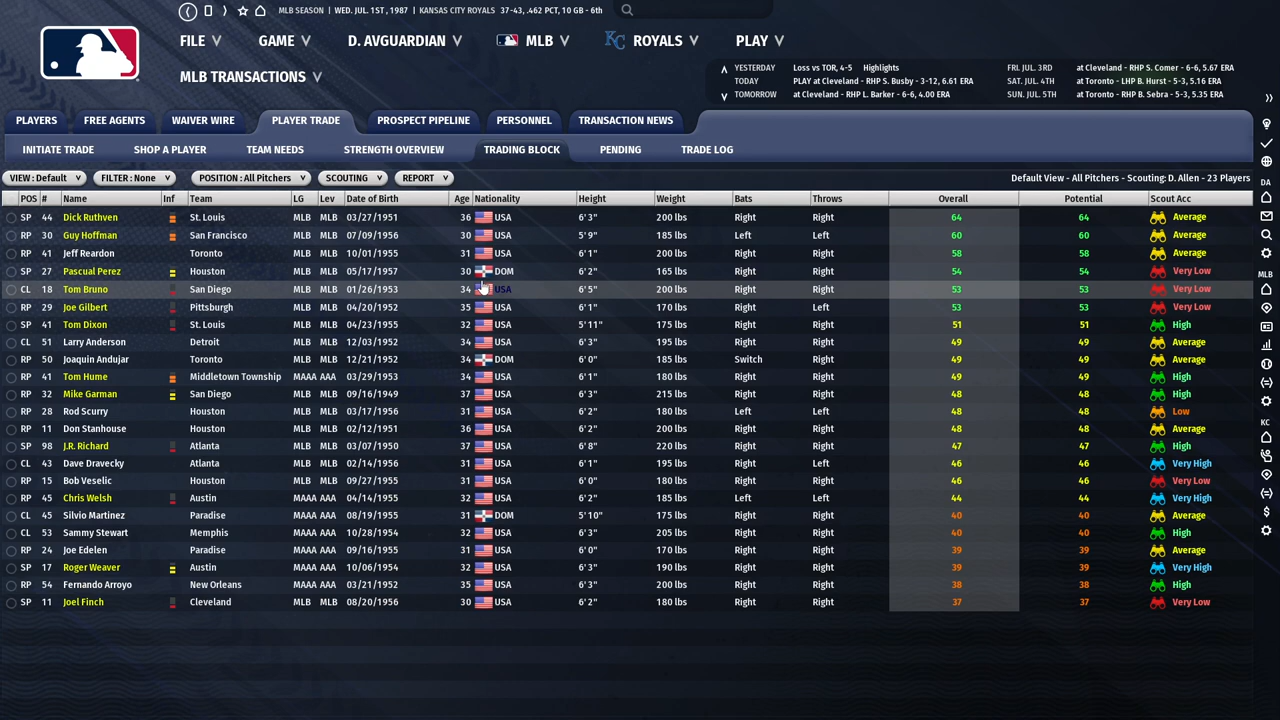 MLB SEASON | WED. JUL. 1ST, 1987 | KANSAS CITY ROYALS 37-43, .462 PCT, 10 GB - 6th
FILE GAME D. AVGUARDIAN MLB ROYALS PLAY
MLB TRANSACTIONS
YESTERDAY Loss vs TOR, 4-5 Highlights FRI. JUL. 3RD at Cleveland - RHP S. Comer - 6-6, 5.67 ERA
TODAY PLAY at Cleveland - RHP S. Busby - 3-12, 6.61 ERA SAT. JUL. 4TH at Toronto - LHP B. Hurst - 5-3, 5.16 ERA
TOMORROW at Cleveland - RHP L. Barker - 6-6, 4.00 ERA SUN. JUL. 5TH at Toronto - RHP B. Sebra - 5-3, 5.35 ERA
PLAYERS FREE AGENTS WAIVER WIRE PLAYER TRADE PROSPECT PIPELINE PERSONNEL TRANSACTION NEWS
INITIATE TRADE SHOP A PLAYER TEAM NEEDS STRENGTH OVERVIEW TRADING BLOCK PENDING TRADE LOG
VIEW : Default FILTER : None POSITION : All Pitchers SCOUTING REPORT Default View - All Pitchers - Scouting: D. Allen - 23 Players
POS # Name Inf Team LG Lev Date of Birth Age Nationality Height Weight Bats Throws Overall Potential Scout Acc
SP 44 Dick Ruthven St. Louis MLB MLB 03/27/1951 36 USA 6' 3" 200 lbs Right Right 64 64 Average
RP 30 Guy Hoffman San Francisco MLB MLB 07/09/1956 30 USA 5' 9" 185 lbs Left Left 60 60 Average
RP 41 Jeff Reardon Toronto MLB MLB 10/01/1955 31 USA 6' 1" 200 lbs Right Right 58 58 Average
SP 27 Pascual Perez Houston MLB MLB 05/17/1957 30 DOM 6' 2" 165 lbs Right Right 54 54 Very Low
CL 18 Tom Bruno San Diego MLB MLB 01/26/1953 34 USA 6' 5" 200 lbs Right Right 53 53 Very Low
RP 29 Joe Gilbert Pittsburgh MLB MLB 04/20/1952 35 USA 6' 1" 170 lbs Right Left 53 53 Very Low
SP 41 Tom Dixon St. Louis MLB MLB 04/23/1955 32 USA 5' 11" 175 lbs Right Right 51 51 High
CL 51 Larry Anderson Detroit MLB MLB 12/03/1952 34 USA 6' 3" 195 lbs Right Right 49 49 Average
RP 50 Joaquin Andujar Toronto MLB MLB 12/21/1952 34 DOM 6' 0" 185 lbs Switch Right 49 49 Average
RP 41 Tom Hume Middletown Township MAAA AAA 03/29/1953 34 USA 6' 1" 180 lbs Right Right 49 49 High
RP 32 Mike Garman San Diego MLB MLB 09/16/1949 37 USA 6' 3" 215 lbs Right Right 48 48 High
RP 28 Rod Scurry Houston MLB MLB 03/17/1956 31 USA 6' 2" 180 lbs Left Left 48 48 Low
RP 11 Don Stanhouse Houston MLB MLB 02/12/1951 36 USA 6' 2" 200 lbs Right Right 48 48 Average
SP 98 J.R. Richard Atlanta MLB MLB 03/07/1950 37 USA 6' 8" 220 lbs Right Right 47 47 High
CL 43 Dave Dravecky Atlanta MLB MLB 02/14/1956 31 USA 6' 1" 195 lbs Right Left 46 46 Very High
RP 15 Bob Veselic Houston MLB MLB 09/27/1955 31 USA 6' 0" 180 lbs Right Right 46 46 Very Low
RP 45 Chris Welsh Austin MAAA AAA 04/14/1955 32 USA 6' 2" 185 lbs Left Left 44 44 Very High
CL 45 Silvio Martinez Paradise MAAA AAA 08/19/1955 31 DOM 5' 10" 175 lbs Right Right 40 40 Average
CL 53 Sammy Stewart Memphis MAAA AAA 10/28/1954 32 USA 6' 3" 205 lbs Right Right 40 40 High
RP 24 Joe Edelen Paradise MAAA AAA 09/16/1955 31 USA 6' 0" 170 lbs Right Right 39 39 Average
SP 17 Roger Weaver Austin MAAA AAA 10/06/1954 32 USA 6' 3" 190 lbs Right Right 39 39 Very High
RP 54 Fernando Arroyo New Orleans MAAA AAA 03/21/1952 35 USA 6' 3" 200 lbs Right Right 38 38 High
SP 11 Joel Finch Cleveland MLB MLB 08/20/1956 30 USA 6' 2" 180 lbs Right Right 37 37 Very Low
DA
MLB
KC